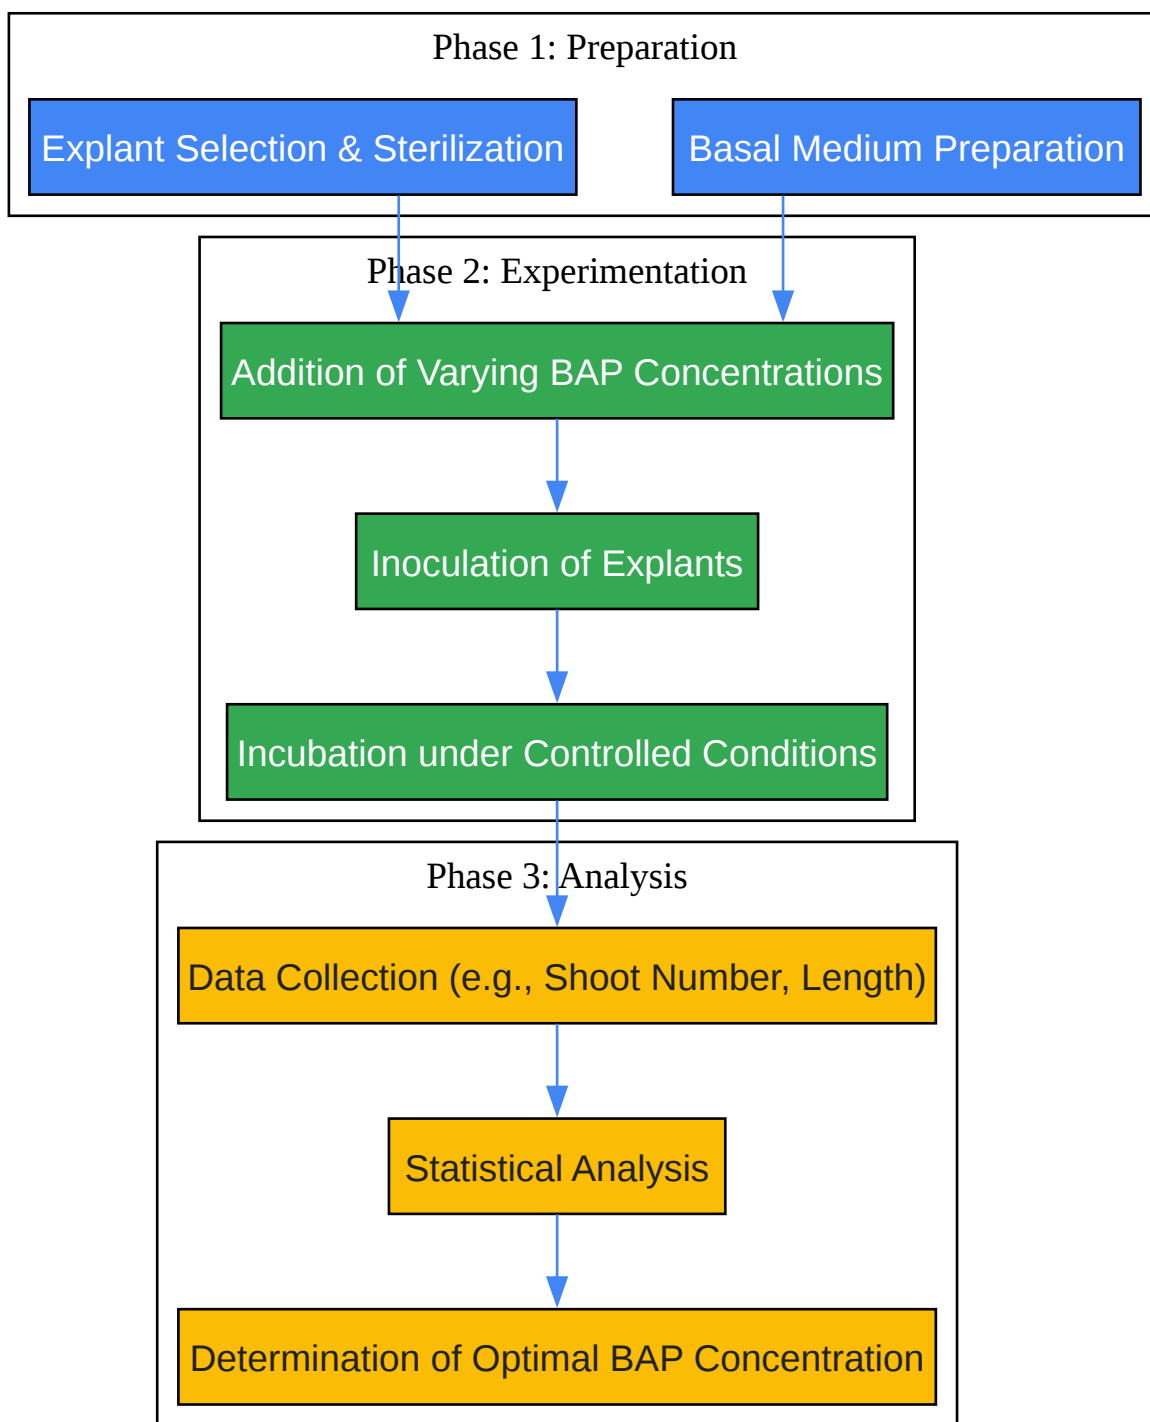 Phase 1: Preparation
Explant Selection & Sterilization
Basal Medium Preparation
Phase 2: Experimentation
Addition of Varying BAP Concentrations
Inoculation of Explants
Incubation under Controlled Conditions
Phase 3: Analysis
Data Collection (e.g., Shoot Number, Length)
Statistical Analysis
Determination of Optimal BAP Concentration